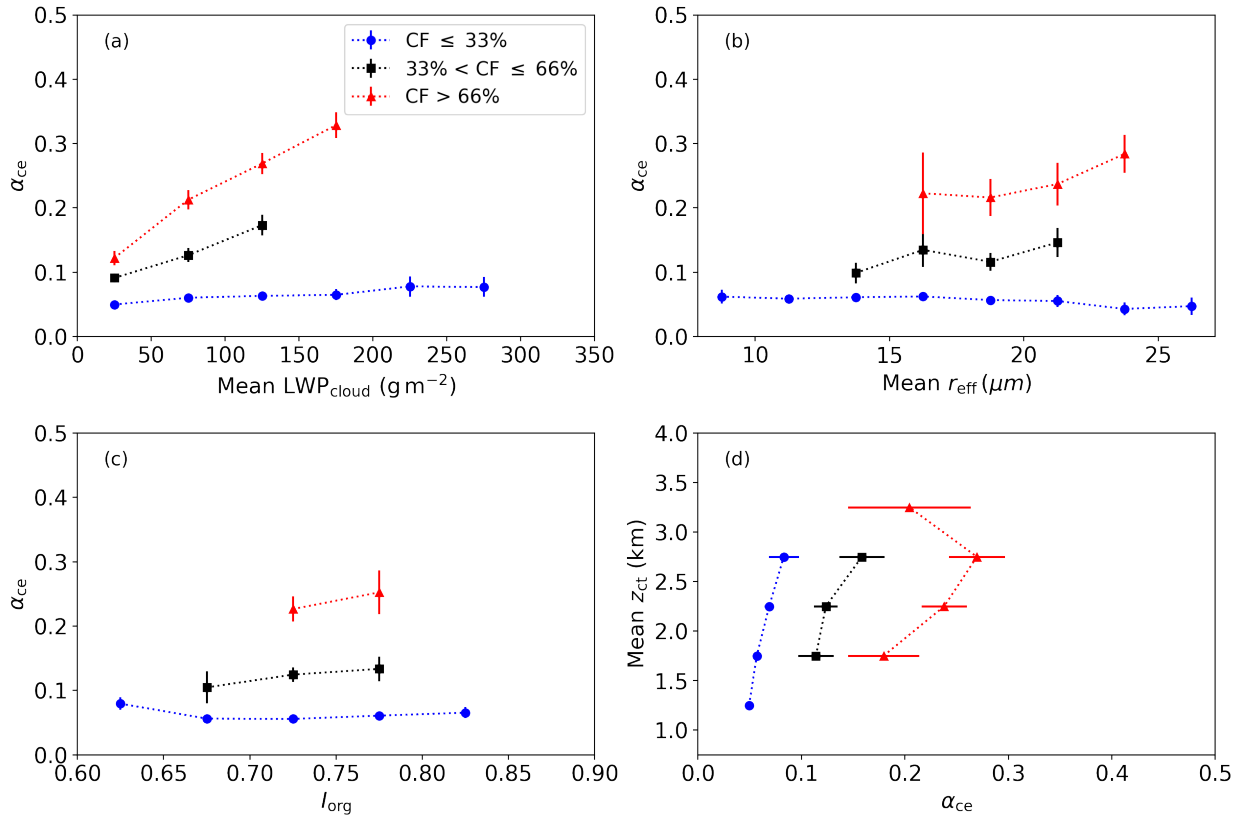 (a)
CF ≤ 33%
33% < CF ≤ 66%
CF > 66%
0.5
0.4
0.3
0.2
0.1
0.0
α_ce
0 50 100 150 200 250 300 350
Mean LWP_cloud (g m⁻²)
(b)
0.5
0.4
0.3
0.2
0.1
0.0
α_ce
10 15 20 25
Mean r_eff (μm)
(c)
0.5
0.4
0.3
0.2
0.1
0.0
α_ce
0.60 0.65 0.70 0.75 0.80 0.85 0.90
I_org
(d)
4.0
3.5
3.0
2.5
2.0
1.5
1.0
Mean z_ct (km)
0.0 0.1 0.2 0.3 0.4 0.5
α_ce